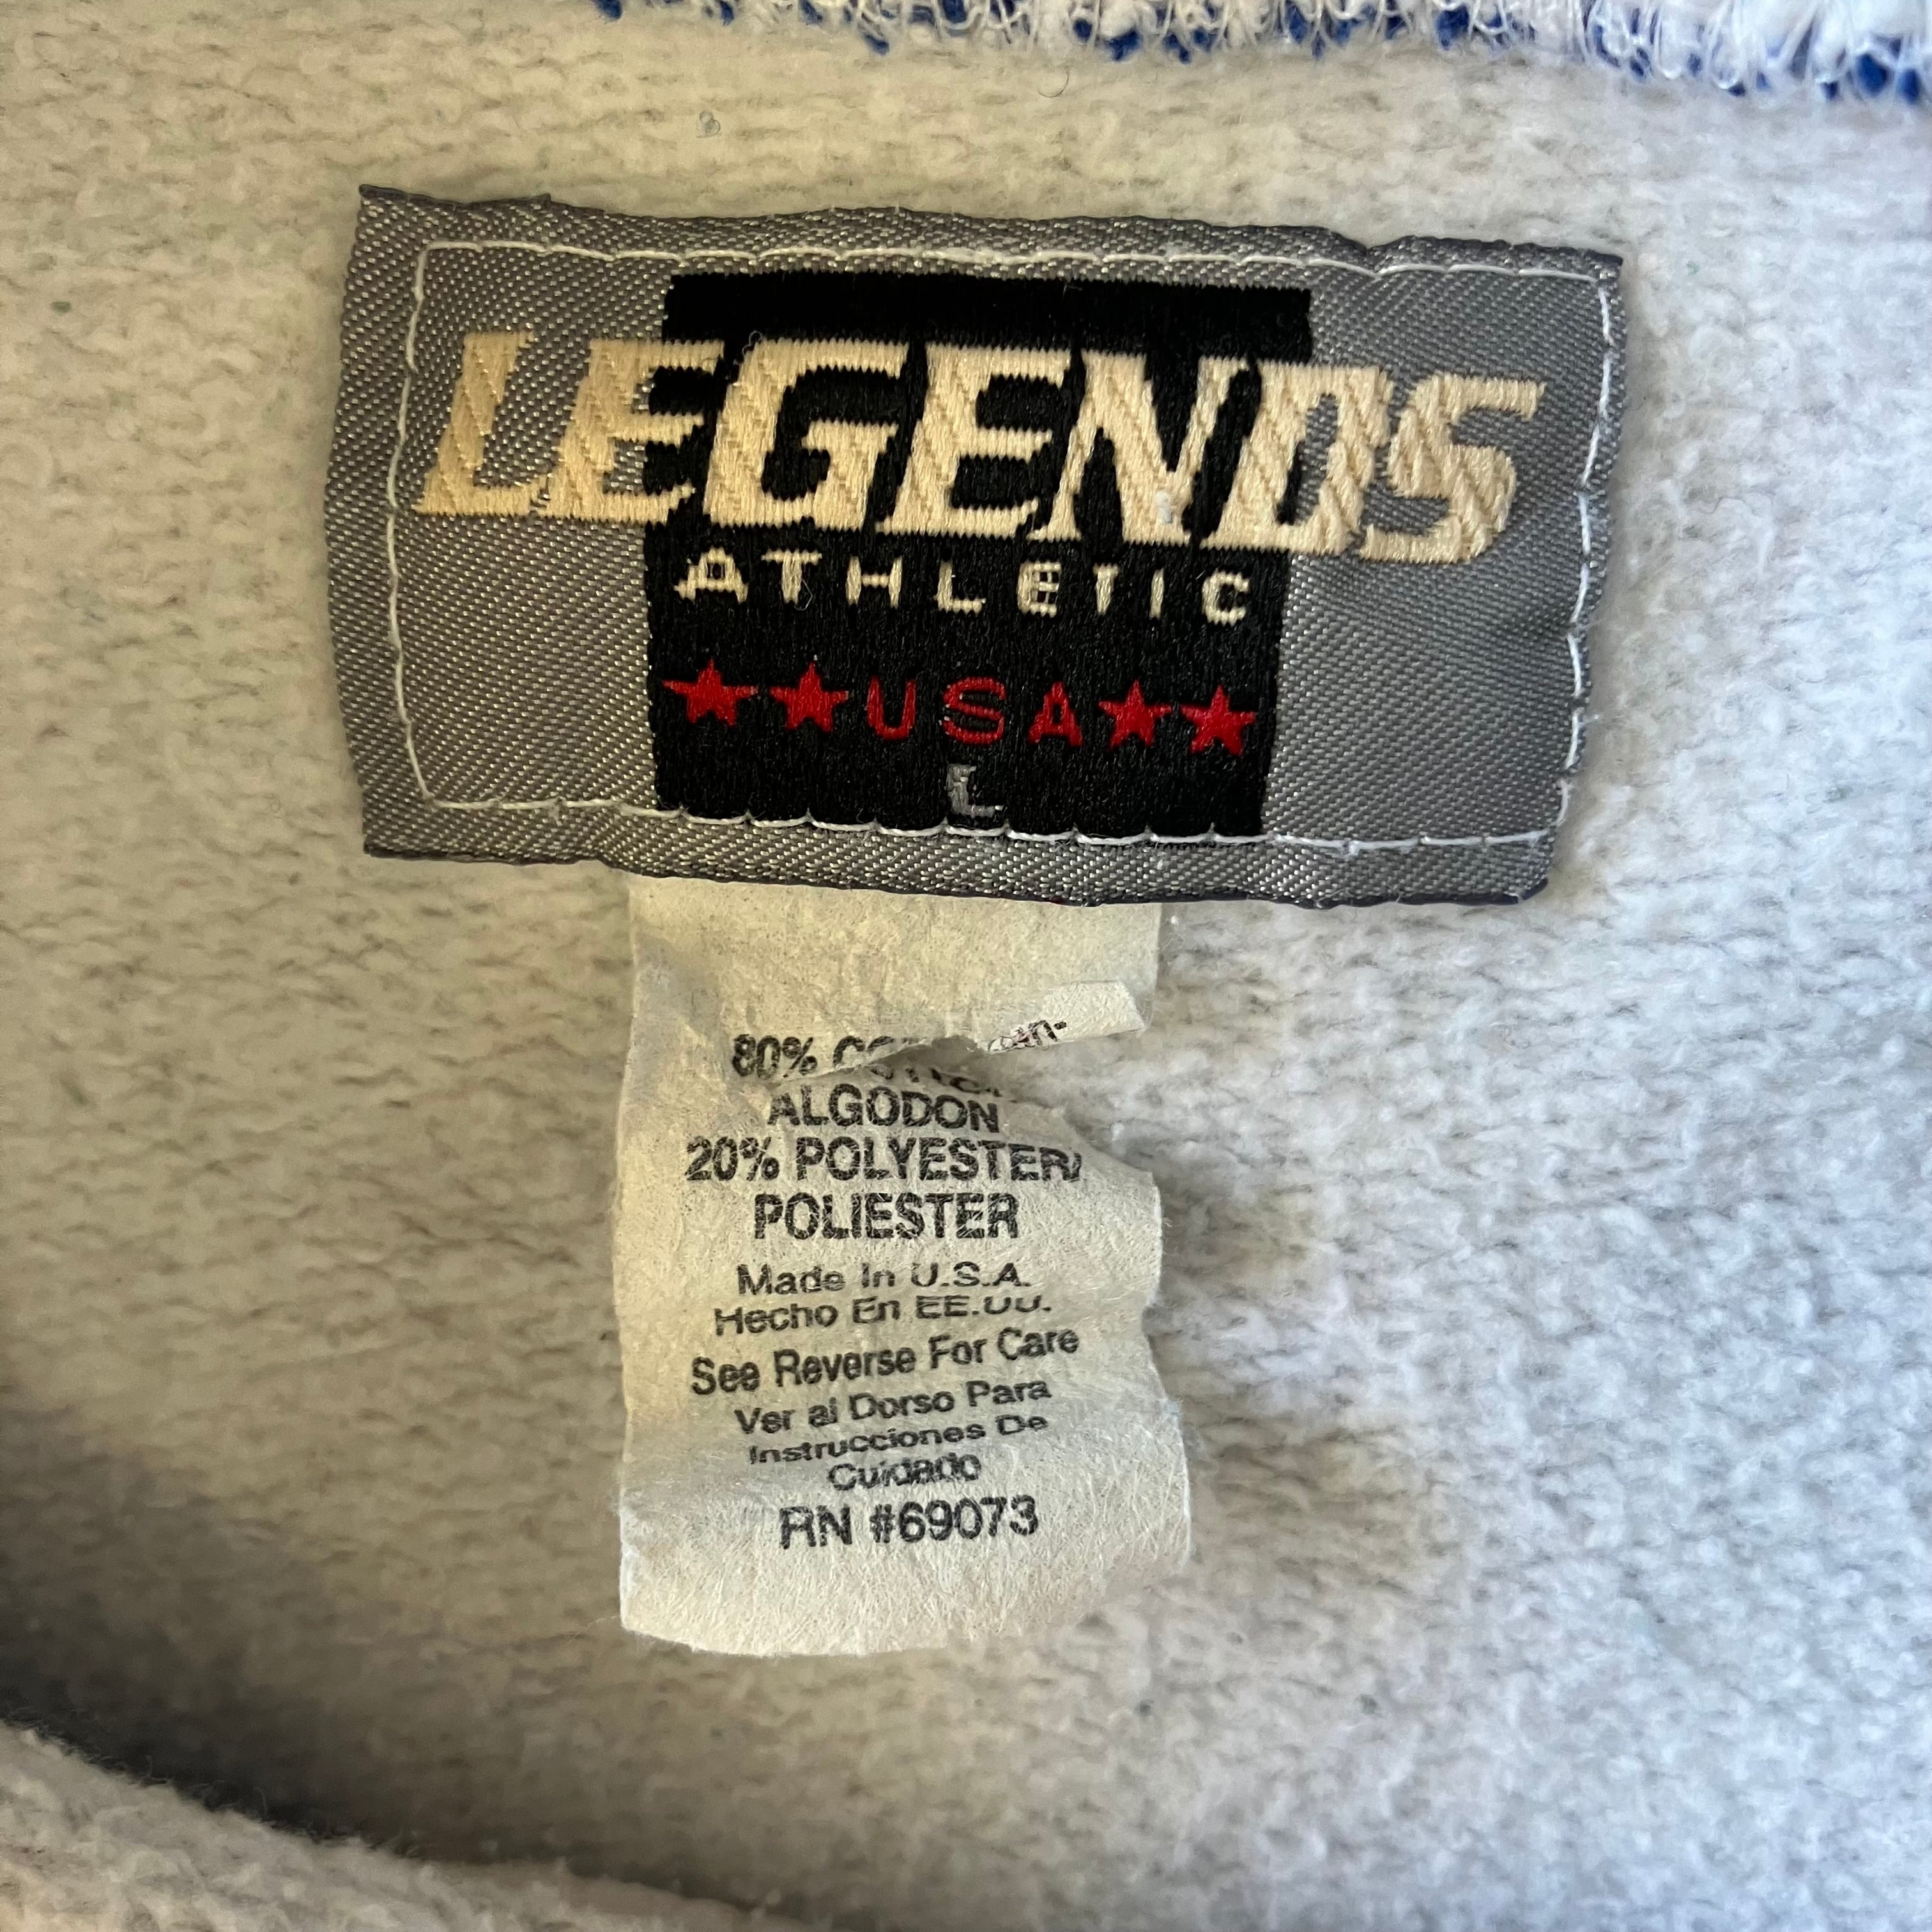 LEGENDS
ATHLETIC
★★USA★★
L
80%
ALGODON
20% POLYESTER/
POLIESTER
Made In U.S.A.
Hecho En EE.UU.
See Reverse For Care
Ver al Dorso Para
Instrucciones De
Cuidado
RN #69073